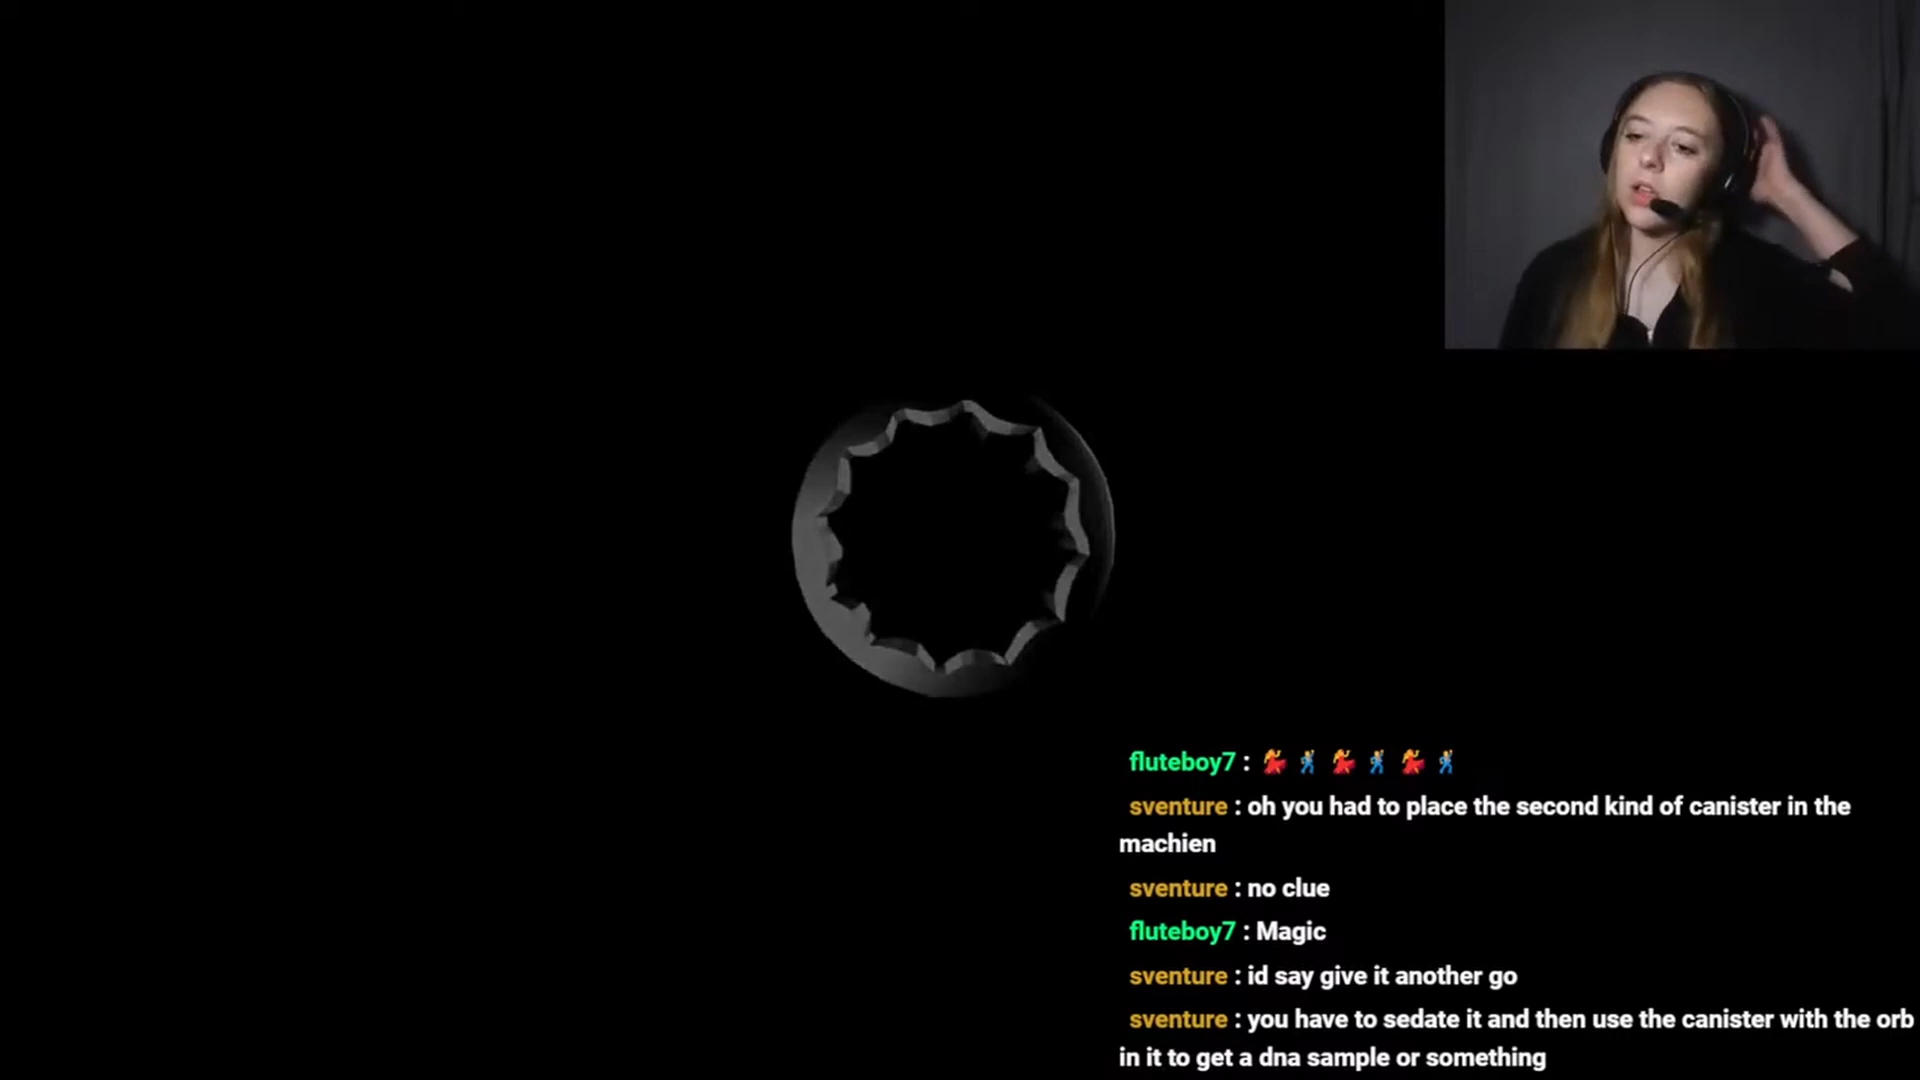 fluteboy7 : 💃🕺💃🕺💃🕺
sventure : oh you had to place the second kind of canister in the
machien
sventure : no clue
fluteboy7 : Magic
sventure : id say give it another go
sventure : you have to sedate it and then use the canister with the orb
in it to get a dna sample or something